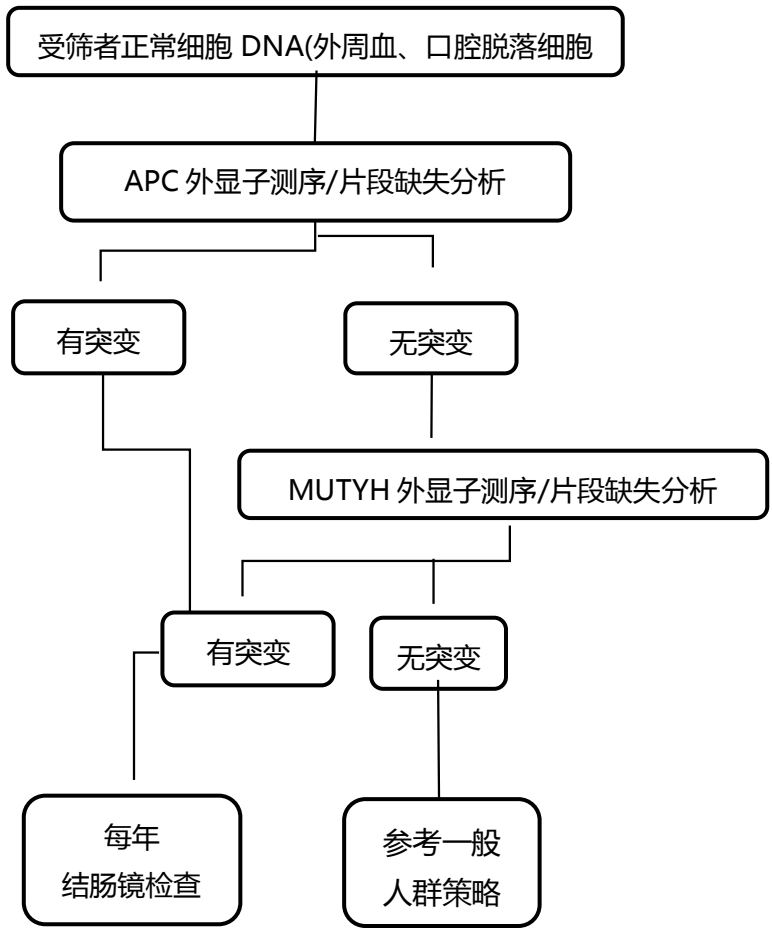 受筛者正常细胞 DNA(外周血、口腔脱落细胞
APC 外显子测序/片段缺失分析
有突变
无突变
MUTYH 外显子测序/片段缺失分析
有突变
无突变
每年
结肠镜检查
参考一般
人群策略